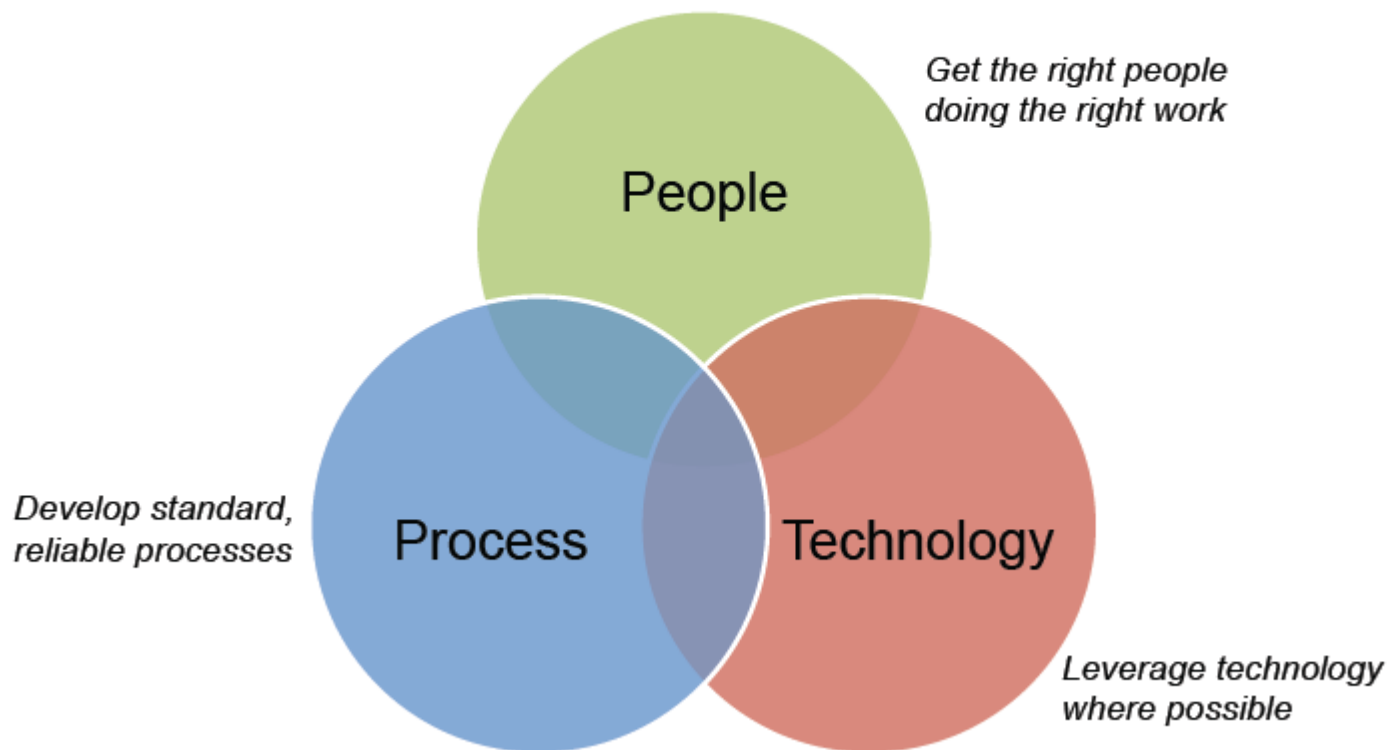 Get the right people
doing the right work
People
Develop standard,
reliable processes
Process
Technology
Leverage technology
where possible